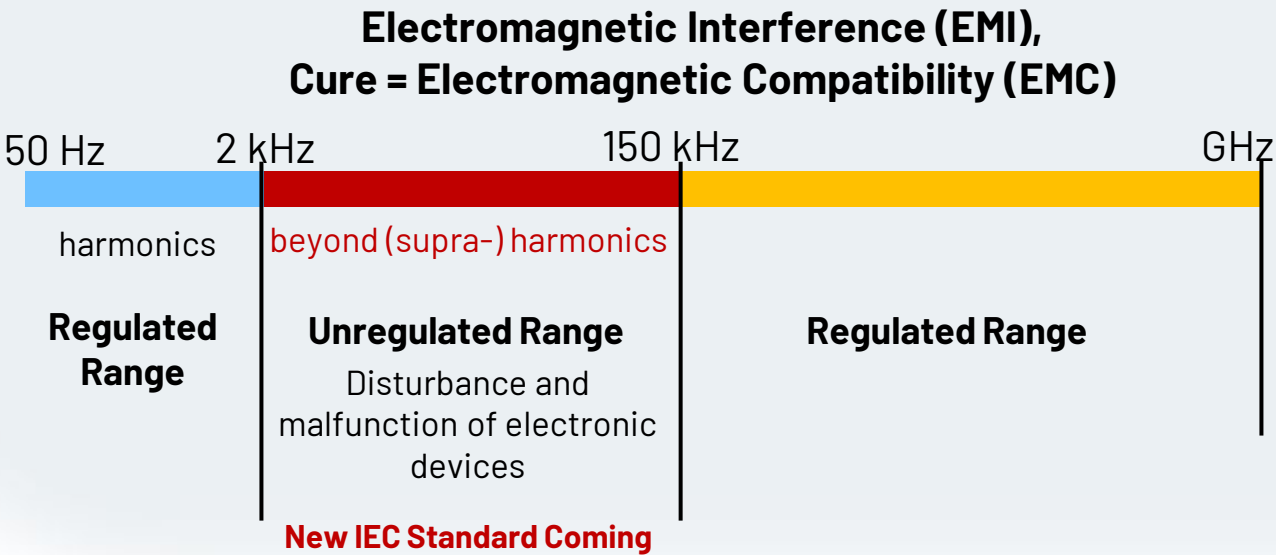 Electromagnetic Interference (EMI),
Cure = Electromagnetic Compatibility (EMC)
50 Hz
2 kHz
150 kHz
GHz
harmonics
beyond (supra-) harmonics
Regulated
Range
Unregulated Range
Disturbance and
malfunction of electronic
devices
New IEC Standard Coming
Regulated Range